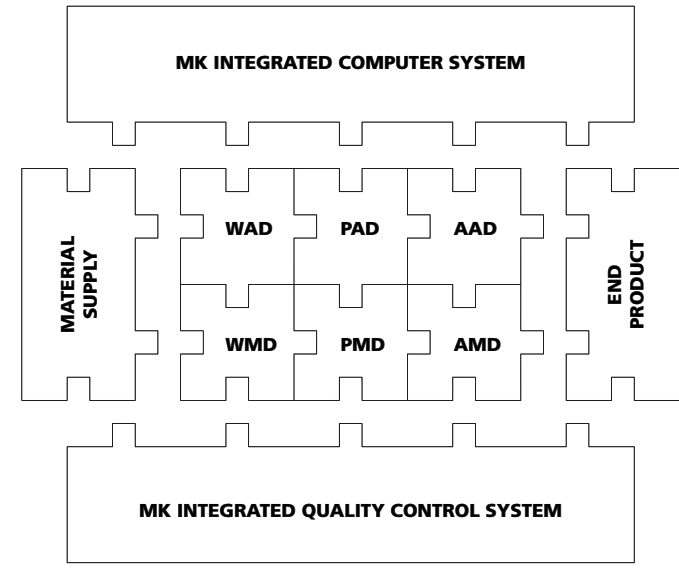 MK INTEGRATED COMPUTER SYSTEM
MATERIAL
SUPPLY
WAD
PAD
AAD
WMD
PMD
AMD
END
PRODUCT
MK INTEGRATED QUALITY CONTROL SYSTEM